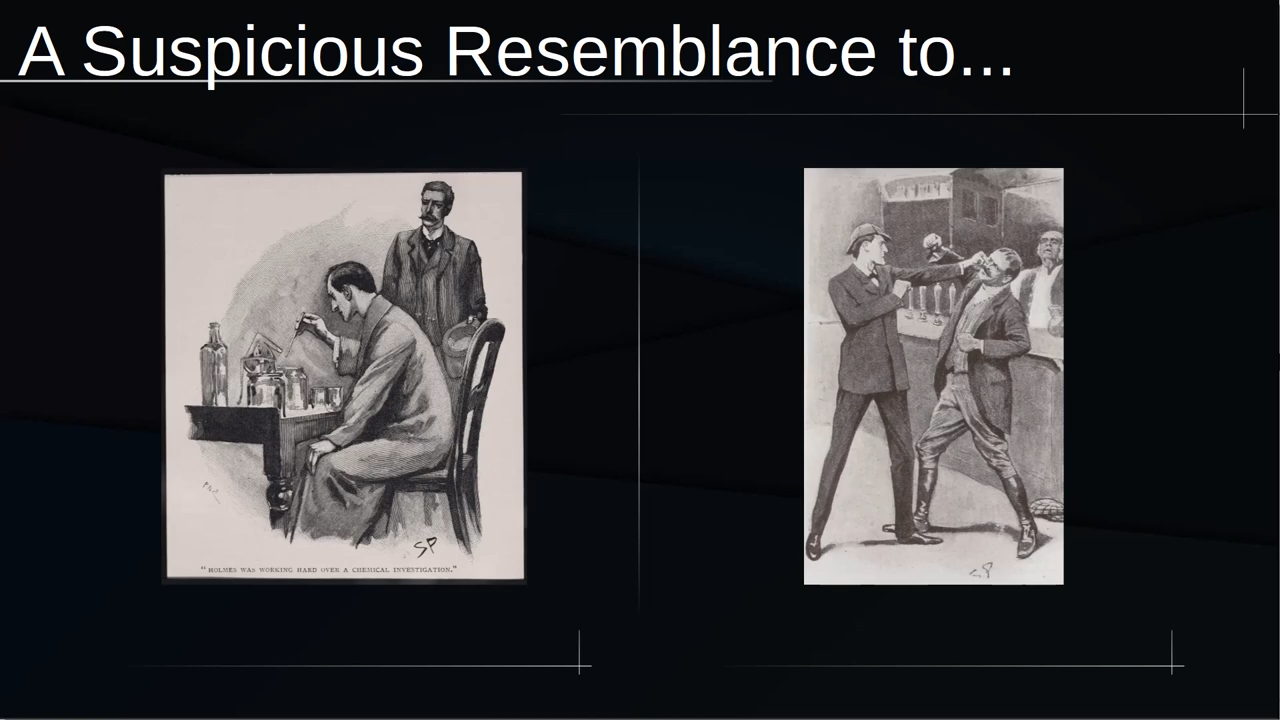 A Suspicious Resemblance to...
SP
"HOLMES WAS WORKING HARD OVER A CHEMICAL INVESTIGATION."
SP